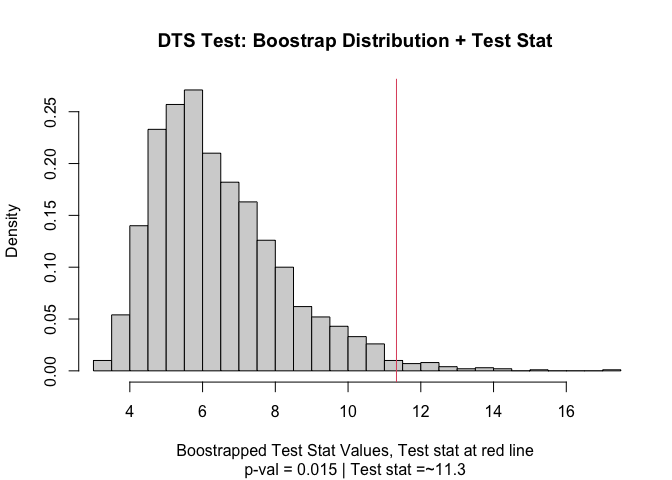 DTS Test: Boostrap Distribution + Test Stat
Density
0.00 0.05 0.10 0.15 0.20 0.25
4 6 8 10 12 14 16
Boostrapped Test Stat Values, Test stat at red line
p-val = 0.015 | Test stat =~11.3